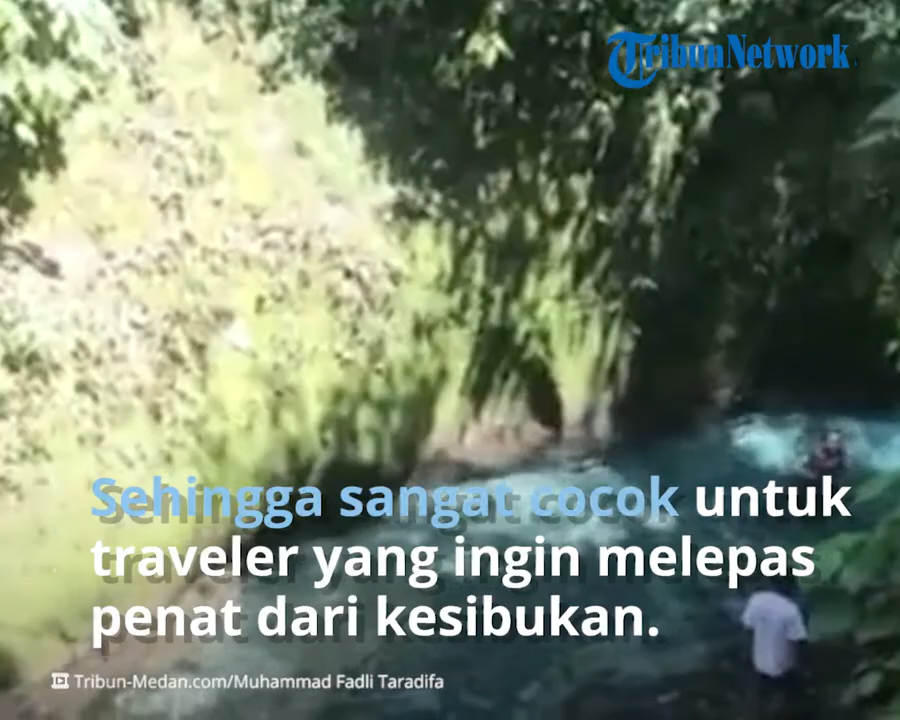 TribunNetwork
Sehingga sangat cocok untuk
traveler yang ingin melepas
penat dari kesibukan.
Tribun-Medan.com/Muhammad Fadli Taradifa